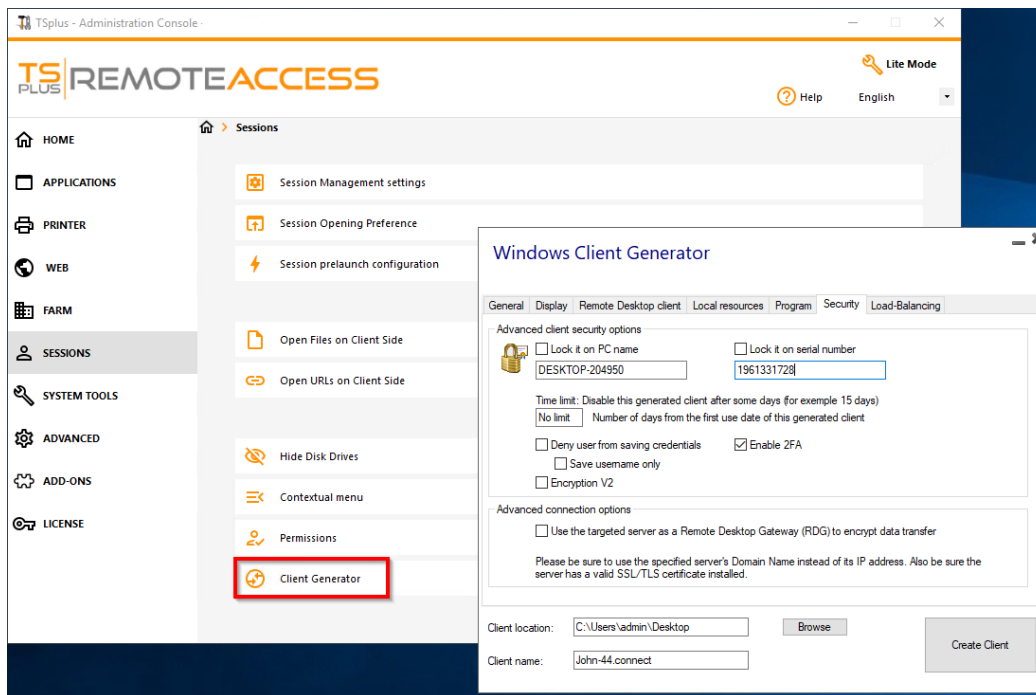 TSplus - Administration Console
TS PLUS REMOTEACCESS
Lite Mode
Help English
HOME
APPLICATIONS
PRINTER
WEB
FARM
SESSIONS
SYSTEM TOOLS
ADVANCED
ADD-ONS
LICENSE
Sessions
Session Management settings
Session Opening Preference
Session prelaunch configuration
Open Files on Client Side
Open URLs on Client Side
Hide Disk Drives
Contextual menu
Permissions
Client Generator
Windows Client Generator
General Display Remote Desktop client Local resources Program Security Load-Balancing
Advanced client security options
Lock it on PC name Lock it on serial number
DESKTOP-204950 1961331728
Time limit: Disable this generated client after some days (for exemple 15 days)
No limit Number of days from the first use date of this generated client
Deny user from saving credentials Enable 2FA
Save username only
Encryption V2
Advanced connection options
Use the targeted server as a Remote Desktop Gateway (RDG) to encrypt data transfer
Please be sure to use the specified server's Domain Name instead of its IP address. Also be sure the
server has a valid SSL/TLS certificate installed.
Client location: C:\Users\admin\Desktop Browse
Client name: John-44.connect
Create Client